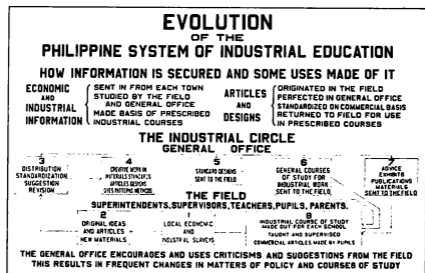 EVOLUTION
OF THE
PHILIPPINE SYSTEM OF INDUSTRIAL EDUCATION
HOW INFORMATION IS SECURED AND SOME USES MADE OF IT
ECONOMIC
AND
INDUSTRIAL
INFORMATION
SENT IN FROM EACH TOWN
STUDIED BY THE FIELD
AND GENERAL OFFICE
MADE BASIS OF PRESCRIBED
INDUSTRIAL COURSES
ARTICLES
AND
DESIGNS
ORIGINATED IN THE FIELD
PERFECTED IN GENERAL OFFICE
STANDARDIZED ON COMMERCIAL BASIS
RETURNED TO FIELD FOR USE
IN PRESCRIBED COURSES
THE INDUSTRIAL CIRCLE
GENERAL OFFICE
3
DISTRIBUTION
STANDARDIZATION
SUGGESTION
REVISION
4
CREATIVE WORK IN
ARTICLES DESIGNS
5
STANDARD DESIGNS
SENT TO THE FIELD
6
GENERAL COURSES
OF STUDY FOR
INDUSTRIAL WORK
SENT TO THE FIELD
7
ADVICE
EXHIBITS
PUBLICATIONS
MATERIALS
SENT TO THE FIELD
THE FIELD
SUPERINTENDENTS, SUPERVISORS, TEACHERS, PUPILS, PARENTS.
2
ORIGINAL IDEAS
AND ARTICLES
NEW MATERIALS
1
LOCAL ECONOMIC
AND
INDUSTRIAL SURVEYS
8
INDUSTRIAL COURSE OF STUDY
MADE OUT FOR EACH SCHOOL
TAUGHT AND SUPERVISED
COMMERCIAL ARTICLES MADE BY PUPILS
THE GENERAL OFFICE ENCOURAGES AND USES CRITICISMS AND SUGGESTIONS FROM THE FIELD
THIS RESULTS IN FREQUENT CHANGES IN MATTERS OF POLICY AND COURSES OF STUDY